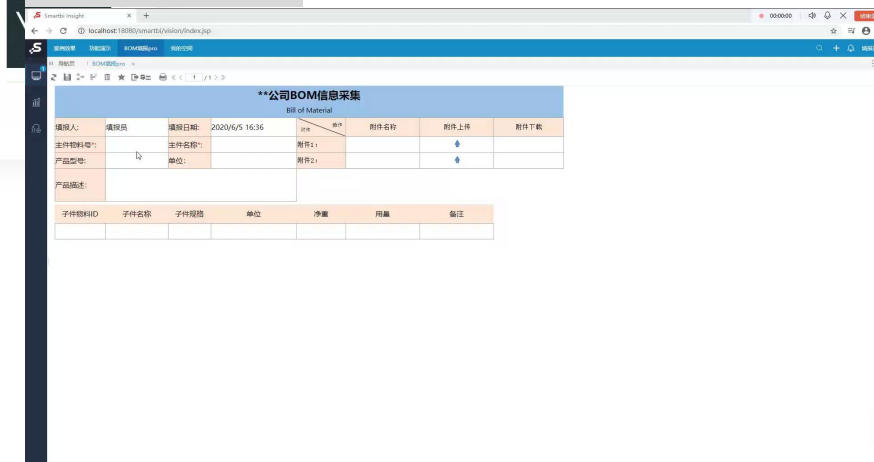 Smartbi Insight
00:00:00
localhost:18080/smartbi/vision/index.jsp
案例效果 功能演示 BOM填报pro 我的空间
导航页 BOM填报pro
导出 1 /1
**公司BOM信息采集
Bill of Material
填报人: 填报员 填报日期: 2020/6/5 16:36 操作 附件 附件名称 附件上传 附件下载
主件物料号*: 主件名称*: 附件1:
产品型号: 单位: 附件2:
产品描述:
子件物料ID 子件名称 子件规格 单位 净重 用量 备注